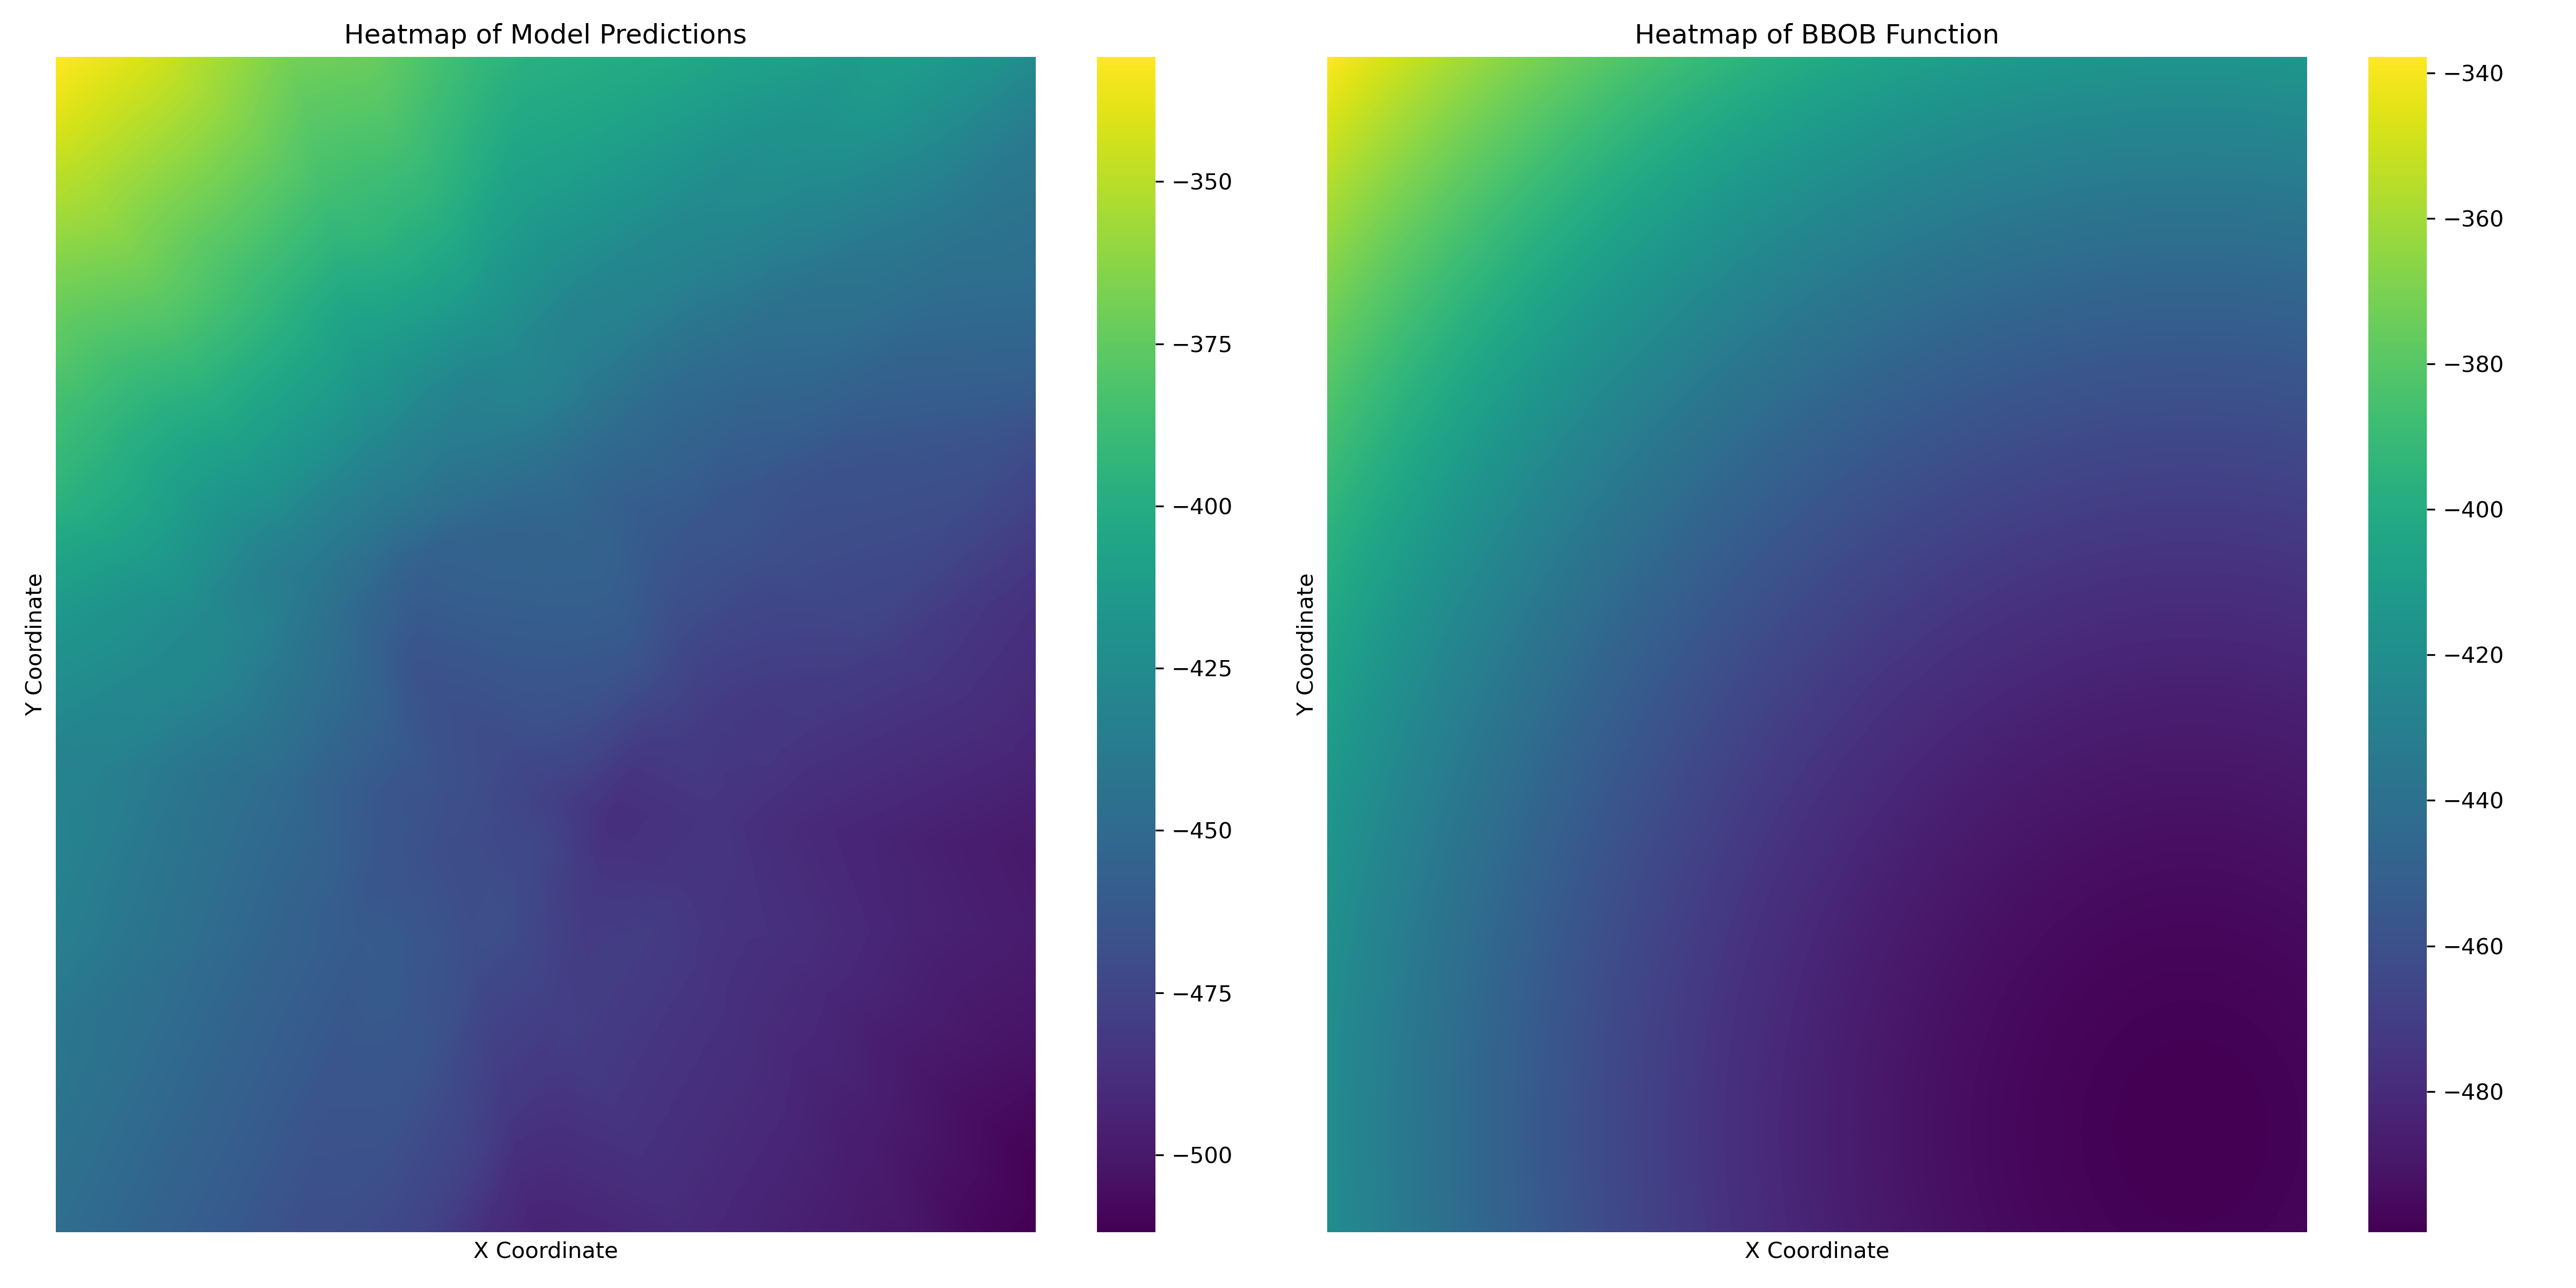 Heatmap of Model Predictions
Y Coordinate
X Coordinate
−350
−375
−400
−425
−450
−475
−500
Heatmap of BBOB Function
Y Coordinate
X Coordinate
−340
−360
−380
−400
−420
−440
−460
−480